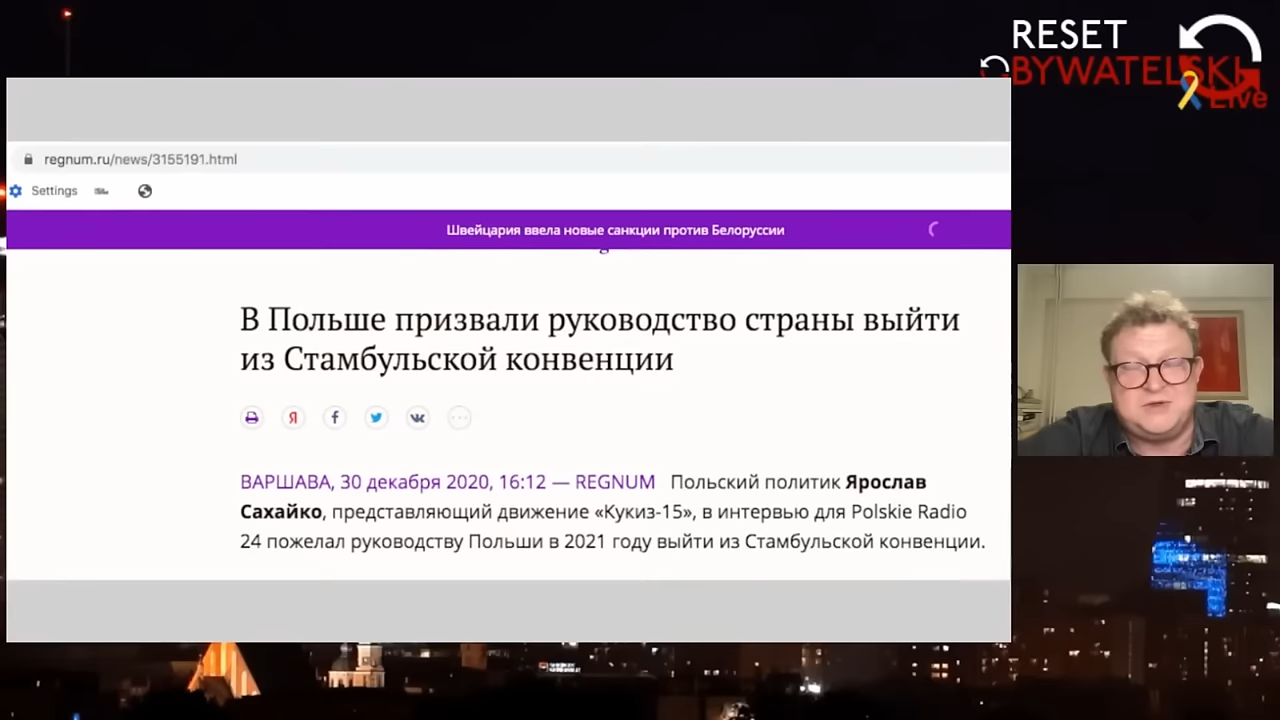 RESET
OBYWATELSKI
Live
regnum.ru/news/3155191.html
Settings
Швейцария ввела новые санкции против Белоруссии
В Польше призвали руководство страны выйти
из Стамбульской конвенции
ВАРШАВА, 30 декабря 2020, 16:12 — REGNUM Польский политик Ярослав
Сахайко, представляющий движение «Кукиз-15», в интервью для Polskie Radio
24 пожелал руководству Польши в 2021 году выйти из Стамбульской конвенции.